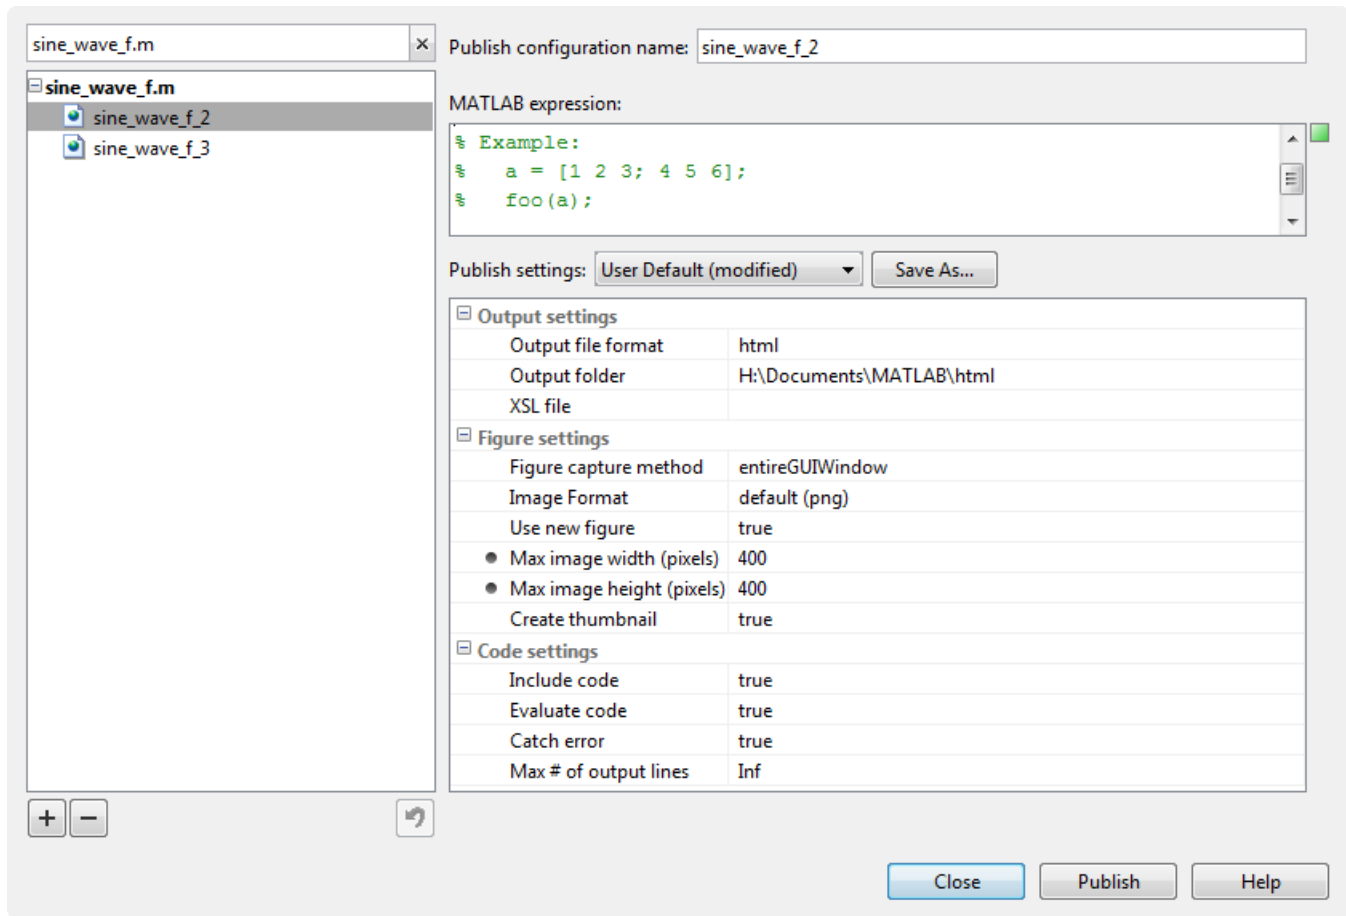 sine_wave_f.m
sine_wave_f.m
sine_wave_f_2
sine_wave_f_3
Publish configuration name: sine_wave_f_2
MATLAB expression:
% Example:
%   a = [1 2 3; 4 5 6];
%   foo(a);
Publish settings: User Default (modified) Save As...
Output settings
Output file format html
Output folder H:\Documents\MATLAB\html
XSL file
Figure settings
Figure capture method entireGUIWindow
Image Format default (png)
Use new figure true
Max image width (pixels) 400
Max image height (pixels) 400
Create thumbnail true
Code settings
Include code true
Evaluate code true
Catch error true
Max # of output lines Inf
Close Publish Help